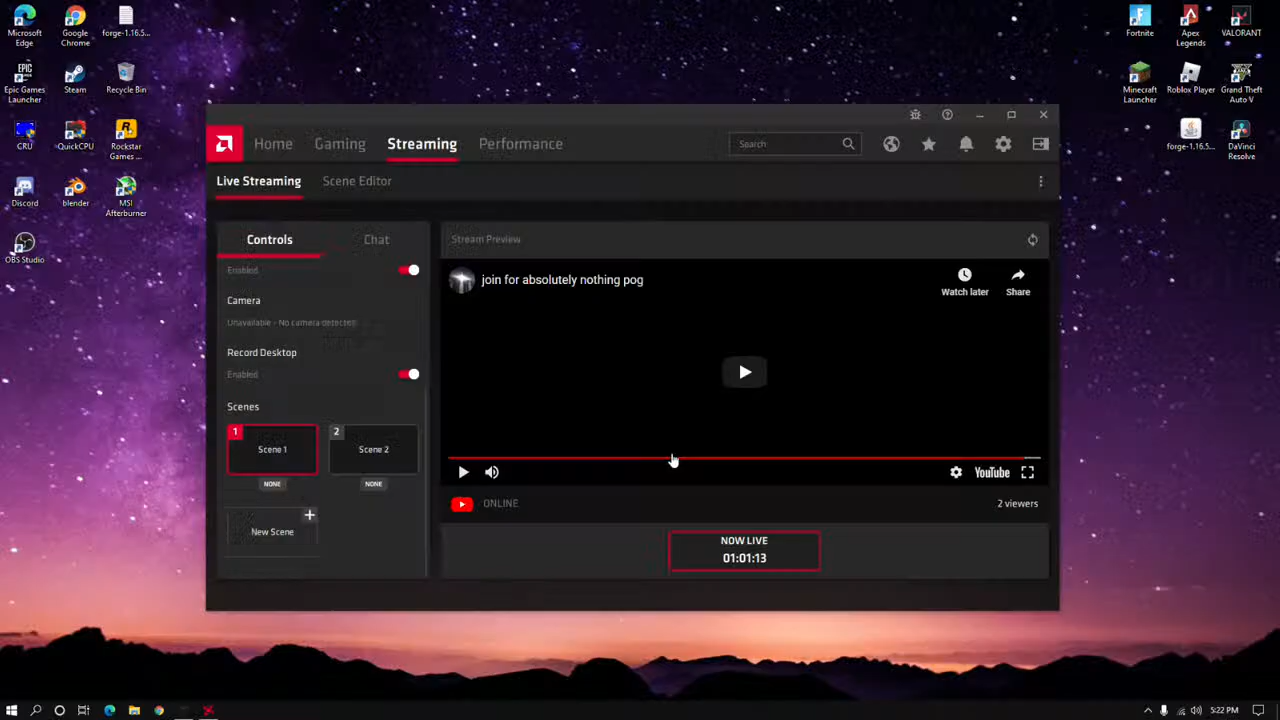 Microsoft Edge
Google Chrome
forge-1.16.5...
Epic Games Launcher
Steam
Recycle Bin
CRU
QuickCPU
Rockstar Games ...
Discord
blender
MSI Afterburner
OBS Studio
Fortnite
Apex Legends
VALORANT
Minecraft Launcher
Roblox Player
Grand Theft Auto V
forge-1.16.5...
DaVinci Resolve
Home
Gaming
Streaming
Performance
Search
Live Streaming
Scene Editor
Controls
Chat
Enabled
Camera
Unavailable - No camera detected
Record Desktop
Enabled
Scenes
1
Scene 1
NONE
2
Scene 2
NONE
New Scene
Stream Preview
join for absolutely nothing pog
Watch later
Share
YouTube
ONLINE
2 viewers
NOW LIVE
01:01:13
5:22 PM